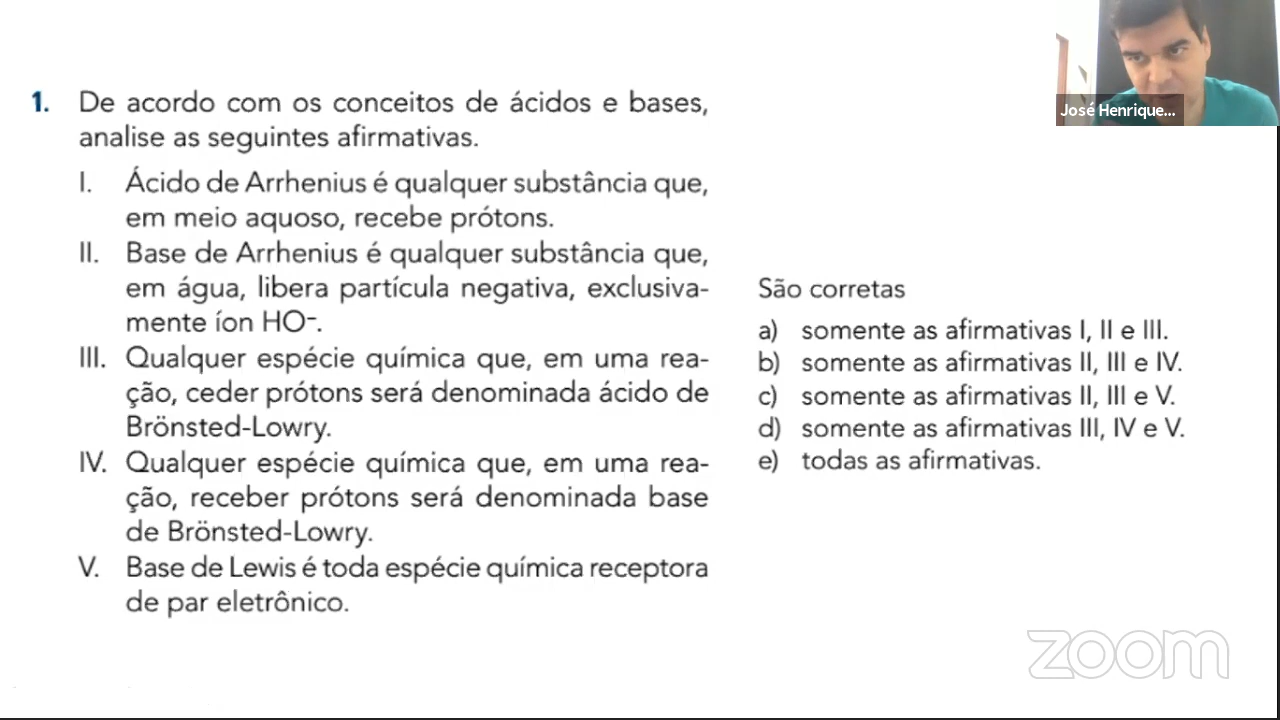 José Henrique...
1. De acordo com os conceitos de ácidos e bases,
analise as seguintes afirmativas.
I. Ácido de Arrhenius é qualquer substância que,
em meio aquoso, recebe prótons.
II. Base de Arrhenius é qualquer substância que,
em água, libera partícula negativa, exclusiva-
mente íon HO⁻.
III. Qualquer espécie química que, em uma rea-
ção, ceder prótons será denominada ácido de
Brönsted-Lowry.
IV. Qualquer espécie química que, em uma rea-
ção, receber prótons será denominada base
de Brönsted-Lowry.
V. Base de Lewis é toda espécie química receptora
de par eletrônico.
São corretas
a) somente as afirmativas I, II e III.
b) somente as afirmativas II, III e IV.
c) somente as afirmativas II, III e V.
d) somente as afirmativas III, IV e V.
e) todas as afirmativas.
zoom